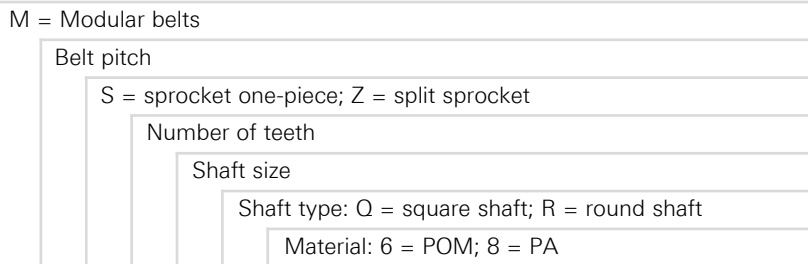 M = Modular belts
Belt pitch
S = sprocket one-piece; Z = split sprocket
Number of teeth
Shaft size
Shaft type: Q = square shaft; R = round shaft
Material: 6 = POM; 8 = PA